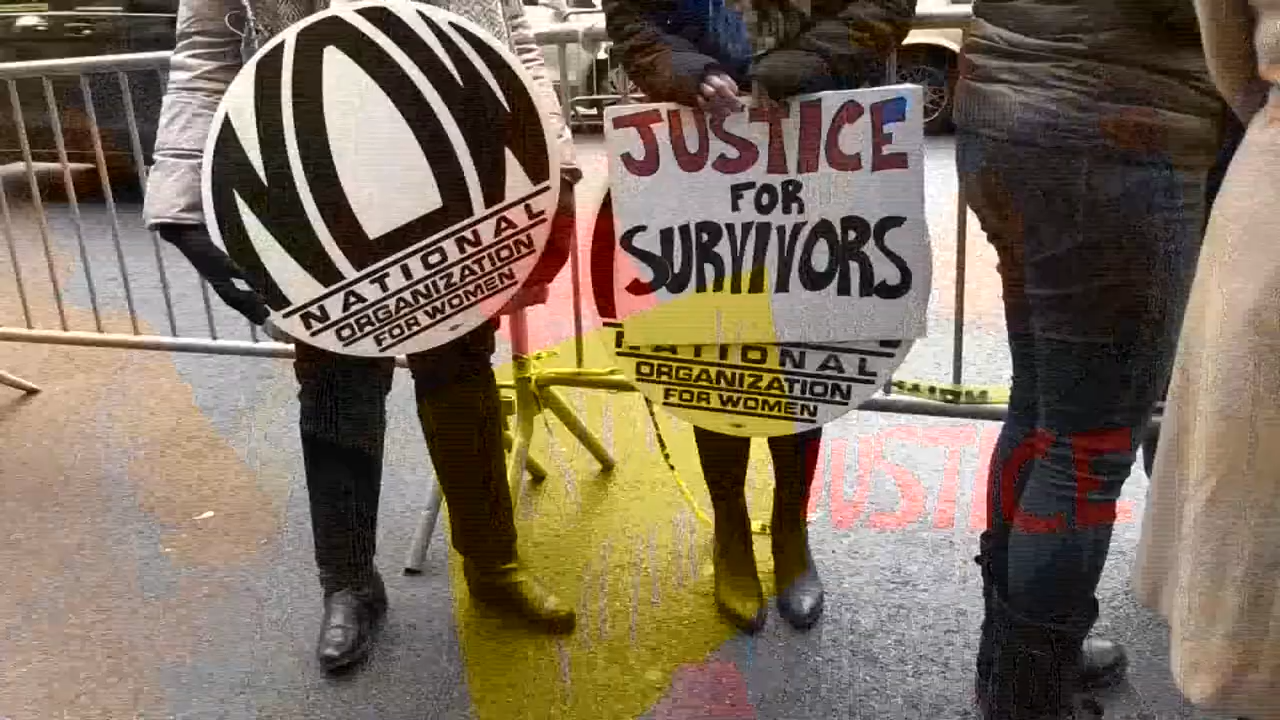 NOW
NATIONAL
ORGANIZATION
FOR WOMEN
JUSTICE
FOR
SURVIVORS
NATIONAL
ORGANIZATION
FOR WOMEN
JUSTICE